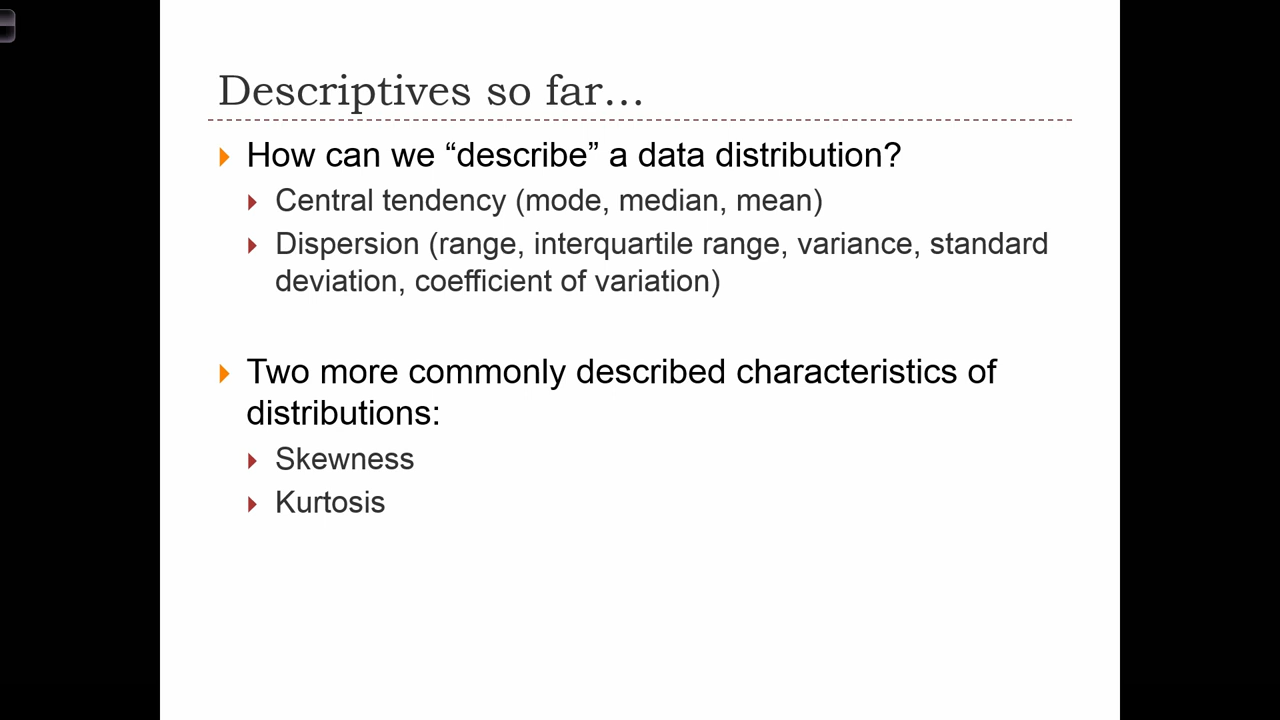 Descriptives so far…
How can we “describe” a data distribution?
Central tendency (mode, median, mean)
Dispersion (range, interquartile range, variance, standard
deviation, coefficient of variation)
Two more commonly described characteristics of
distributions:
Skewness
Kurtosis